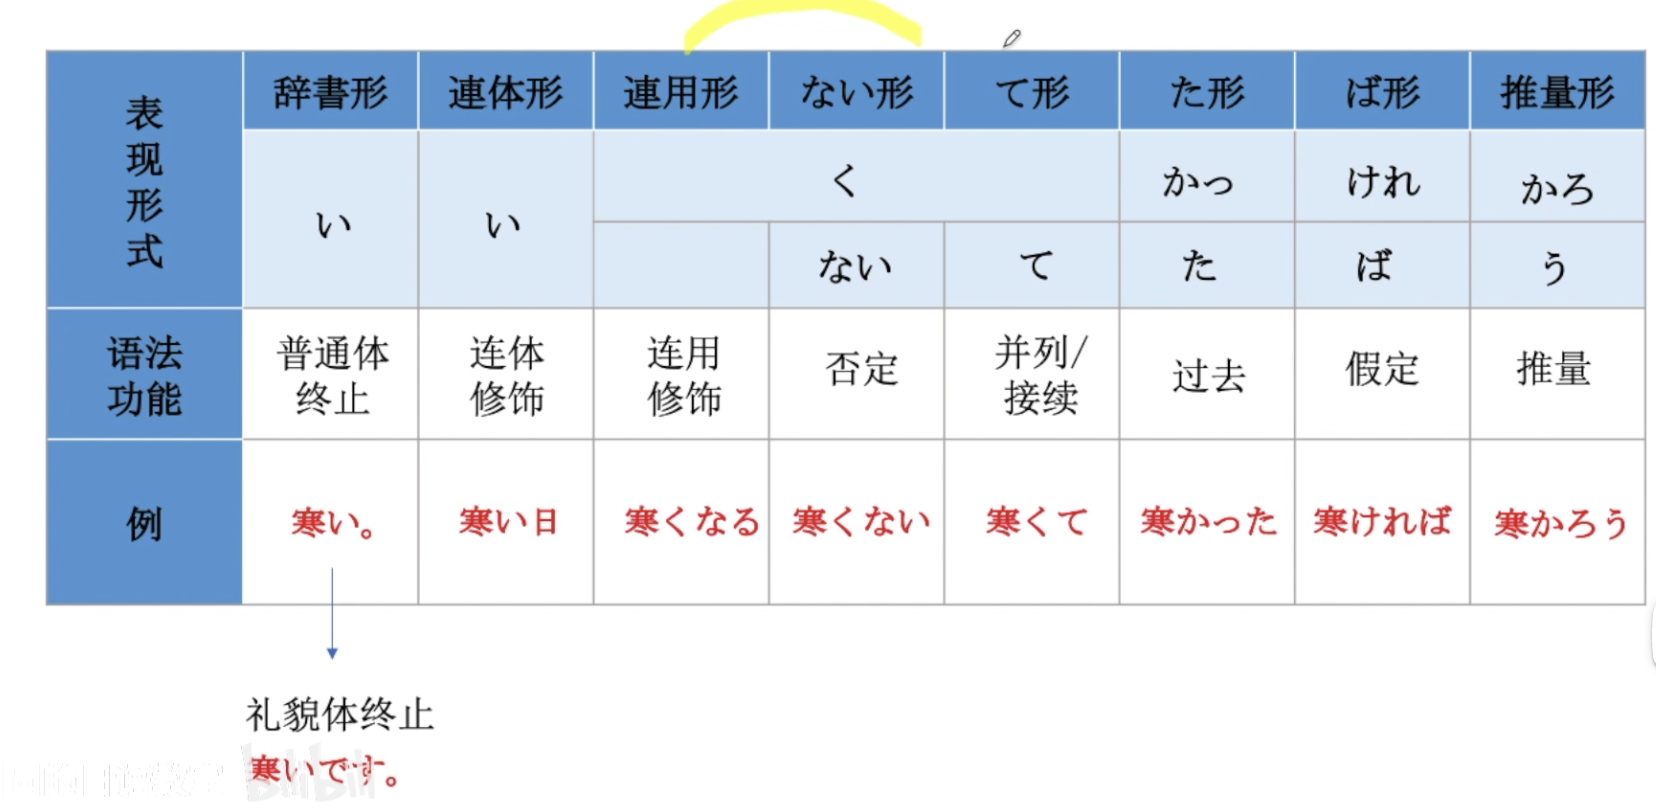 表现形式 辞書形 連体形 連用形 ない形 て形 た形 ば形 推量形
い い く かっ けれ かろ
ない て た ば う
语法功能 普通体终止 连体修饰 连用修饰 否定 并列/接续 过去 假定 推量
例 寒い。 寒い日 寒くなる 寒くない 寒くて 寒かった 寒ければ 寒かろう
礼貌体终止
寒いです。
bilibili